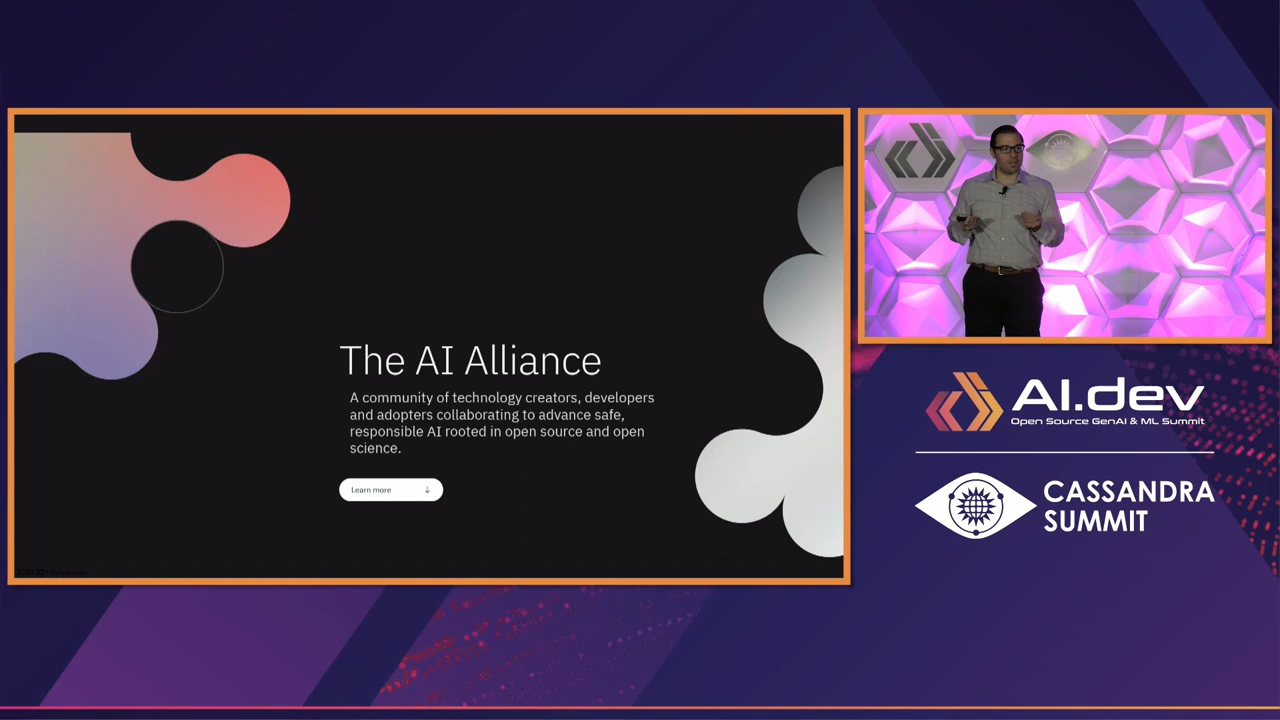 The AI Alliance
A community of technology creators, developers
and adopters collaborating to advance safe,
responsible AI rooted in open source and open
science.
Learn more
AI.dev
Open Source GenAI & ML Summit
CASSANDRA
SUMMIT